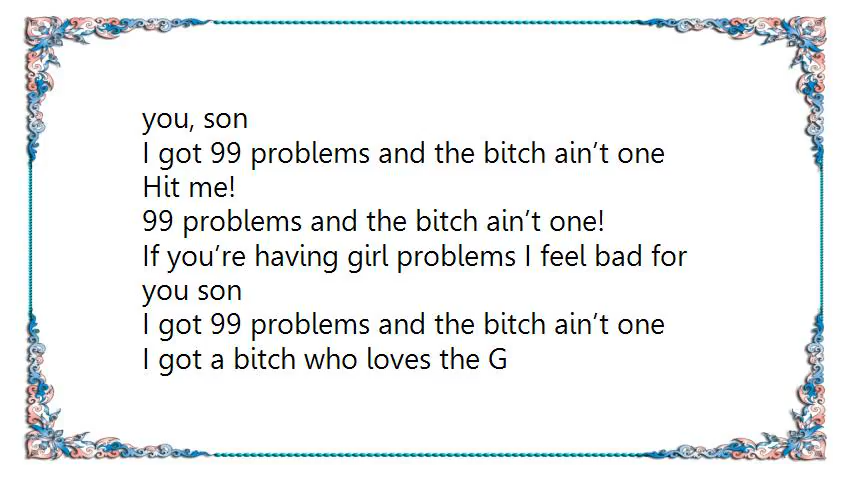 you, son
I got 99 problems and the bitch ain’t one
Hit me!
99 problems and the bitch ain’t one!
If you’re having girl problems I feel bad for
you son
I got 99 problems and the bitch ain’t one
I got a bitch who loves the G